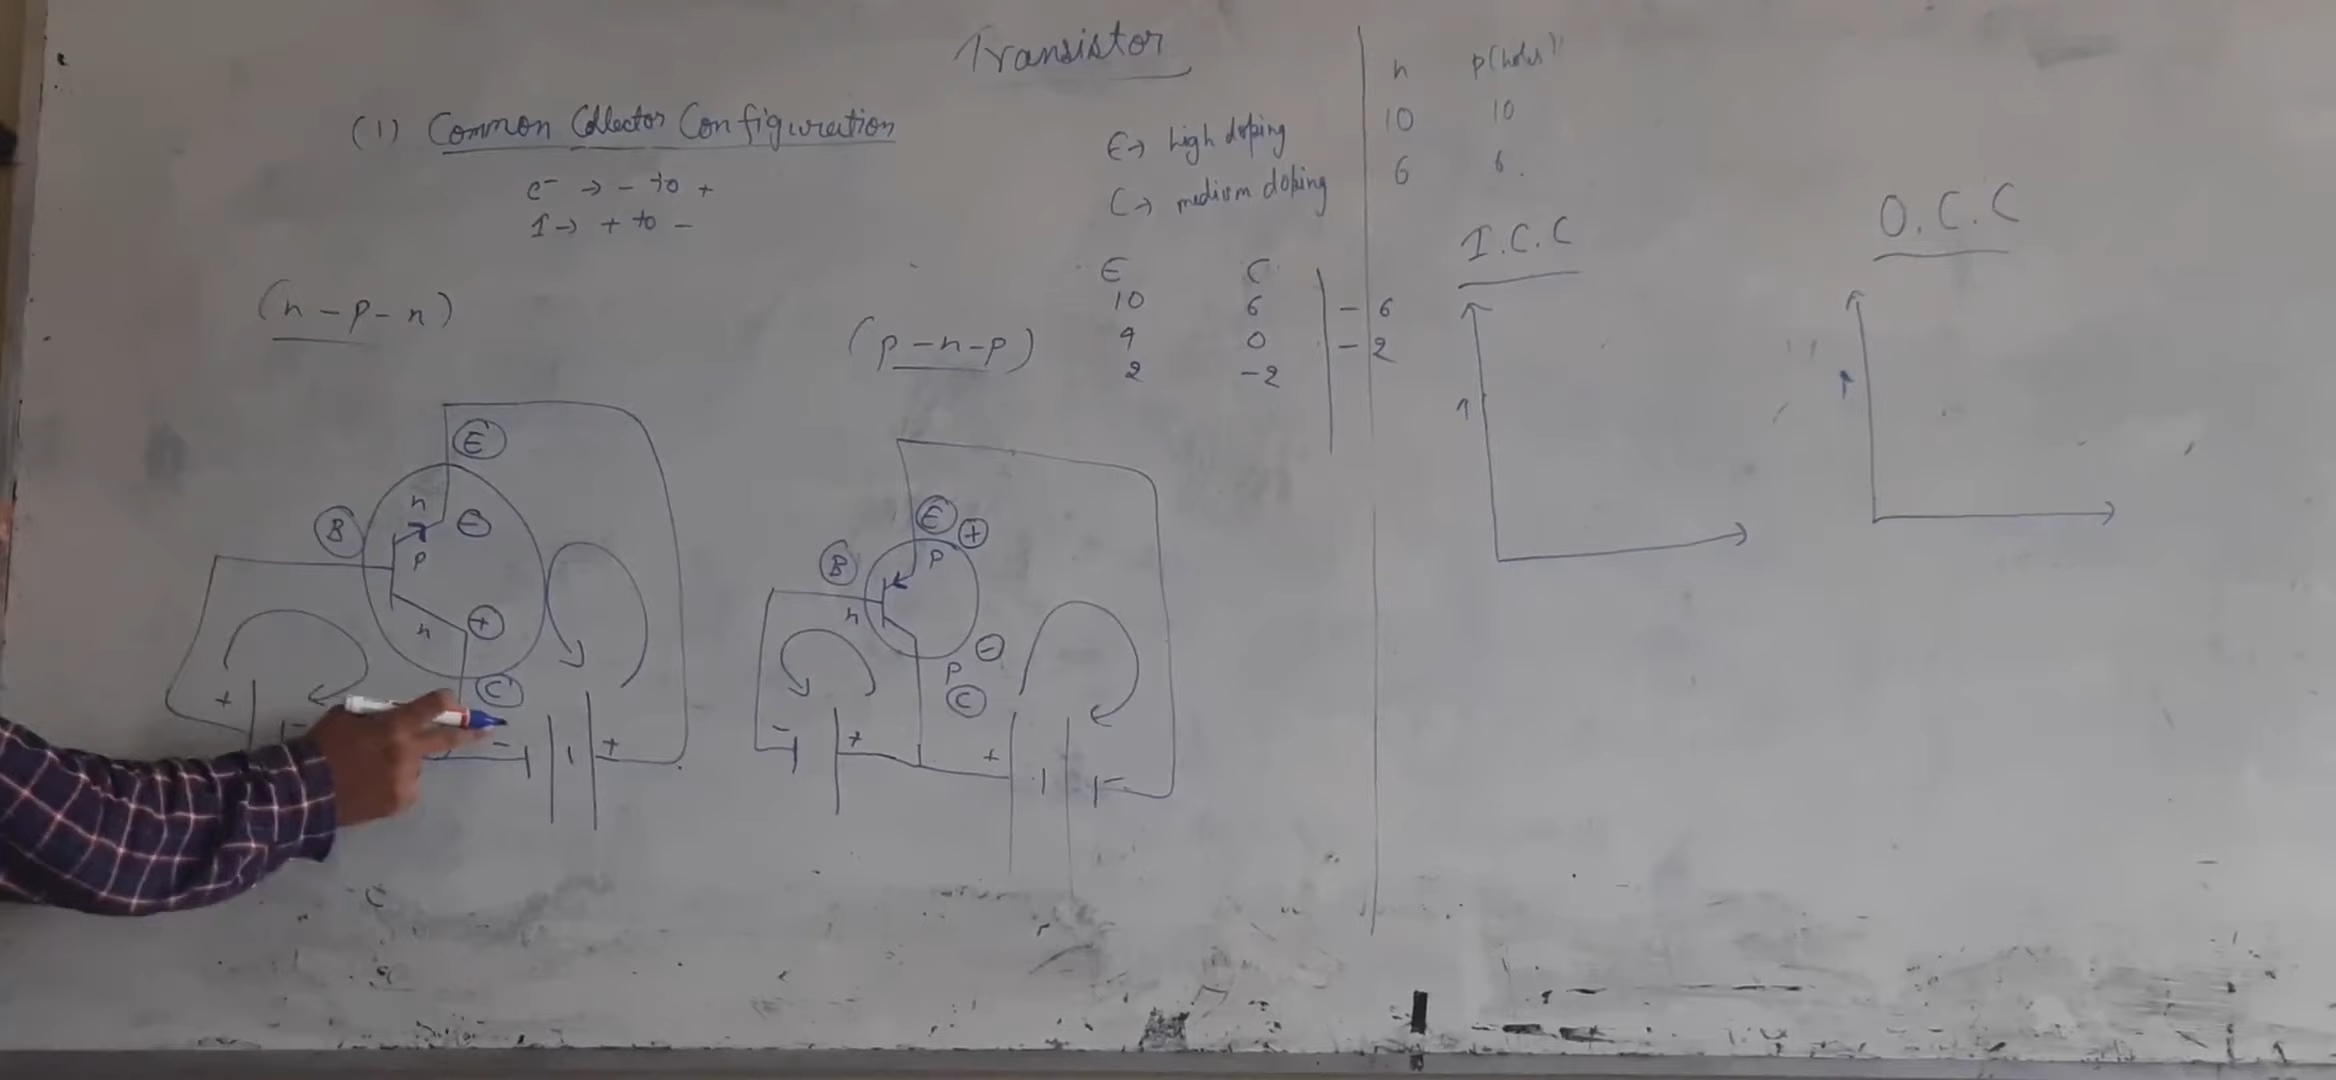 Transistor
(1) Common Collector Configuration
e⁻ → - to +
I → + to -
E → high doping
C → medium doping
n p(holes)
10 10
6 6.
E C
10 6 - 6
4 0 - 2
2 -2
I.C.C
O.C.C
(n-p-n)
(p-n-p)
E
B
n
-
p
n
+
C
+
-
-
+
E
+
B
p
n
-
p
C
-
+
+
-